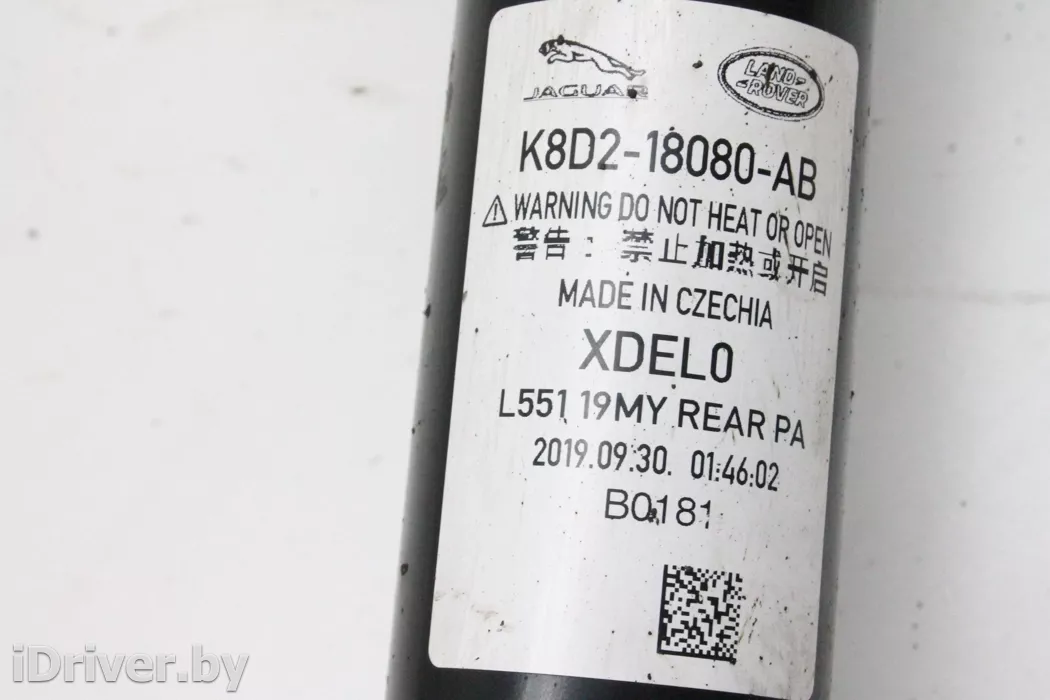 JAGUAR
LAND-
-ROVER
K8D2-18080-AB
⚠ WARNING DO NOT HEAT OR OPEN
警告：禁止加热或开启
MADE IN CZECHIA
XDEL0
L551 19MY REAR PA
2019.09.30. 01:46:02
B0181
iDriver.by